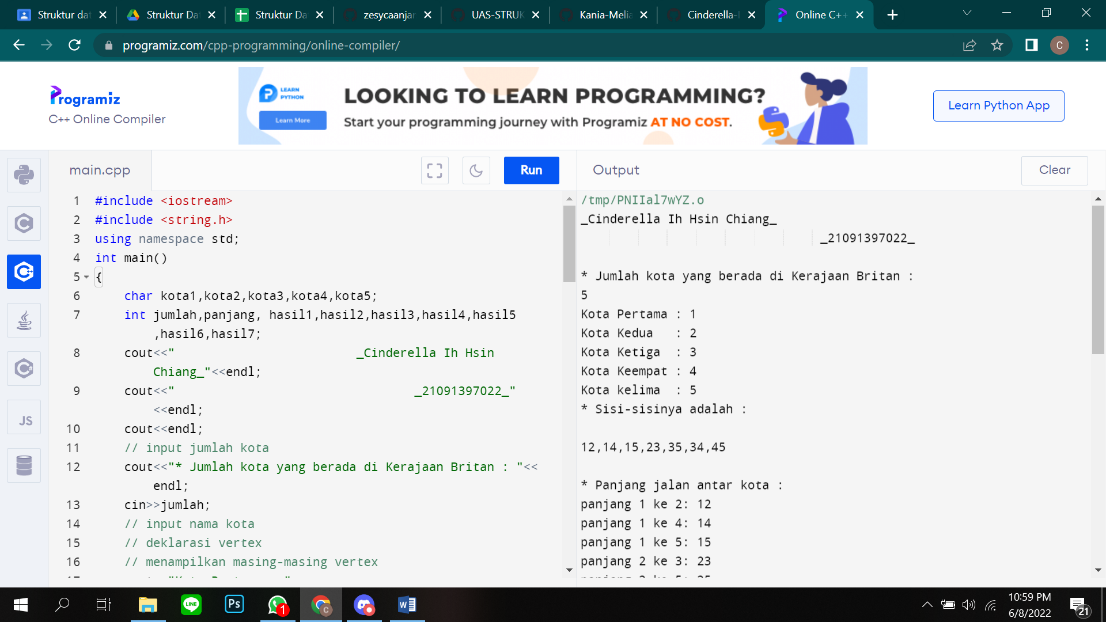 Struktur dat
Struktur Dat
Struktur Da
zesycaanjar
UAS-STRUK
Kania-Melia
Cinderella-
Online C++
programiz.com/cpp-programming/online-compiler/
C
Programiz
C++ Online Compiler
LEARN
PYTHON
Learn More
LOOKING TO LEARN PROGRAMMING?
Start your programming journey with Programiz AT NO COST.
Learn Python App
main.cpp
Run
Output
Clear
JS
1 #include <iostream>
2 #include <string.h>
3 using namespace std;
4 int main()
5 {
6 char kota1,kota2,kota3,kota4,kota5;
7 int jumlah,panjang, hasil1,hasil2,hasil3,hasil4,hasil5
,hasil6,hasil7;
8 cout<<" _Cinderella Ih Hsin
Chiang_"<<endl;
9 cout<<" _21091397022_"
<<endl;
10 cout<<endl;
11 // input jumlah kota
12 cout<<"* Jumlah kota yang berada di Kerajaan Britan : "<<
endl;
13 cin>>jumlah;
14 // input nama kota
15 // deklarasi vertex
16 // menampilkan masing-masing vertex
/tmp/PNIIal7wYZ.o
_Cinderella Ih Hsin Chiang_
_21091397022_
* Jumlah kota yang berada di Kerajaan Britan :
5
Kota Pertama : 1
Kota Kedua : 2
Kota Ketiga : 3
Kota Keempat : 4
Kota kelima : 5
* Sisi-sisinya adalah :
12,14,15,23,35,34,45
* Panjang jalan antar kota :
panjang 1 ke 2: 12
panjang 1 ke 4: 14
panjang 1 ke 5: 15
panjang 2 ke 3: 23
LINE
Ps
1
C
W
10:59 PM
6/8/2022
21